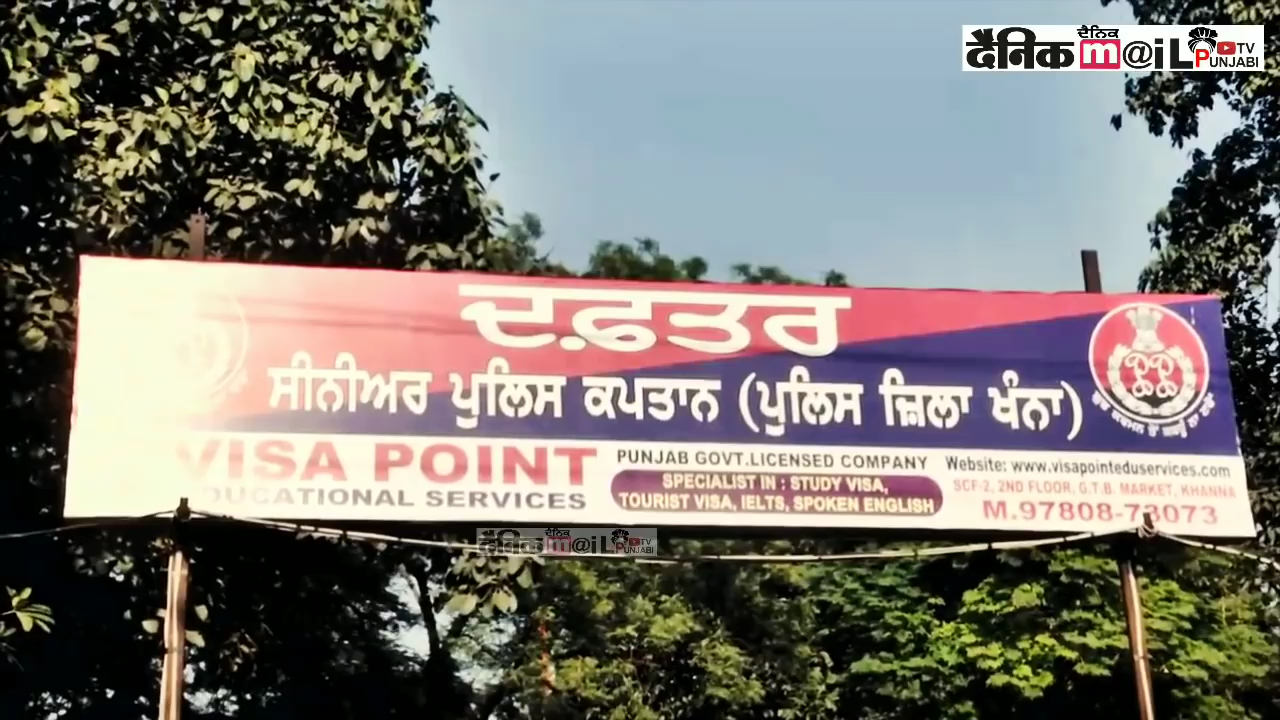 दैनिक ਦੈਨਿਕ m@iL TV PUNJABI
ਦਫ਼ਤਰ
ਸੀਨੀਅਰ ਪੁਲਿਸ ਕਪਤਾਨ (ਪੁਲਿਸ ਜ਼ਿਲਾ ਖੰਨਾ)
VISA POINT
EDUCATIONAL SERVICES
PUNJAB GOVT.LICENSED COMPANY
SPECIALIST IN : STUDY VISA,
TOURIST VISA, IELTS, SPOKEN ENGLISH
Website: www.visapointeduservices.com
SCF-2, 2ND FLOOR, G.T.B. MARKET, KHANNA
M.97808-73073
दैनिक ਦੈਨਿਕ m@iL TV PUNJABI